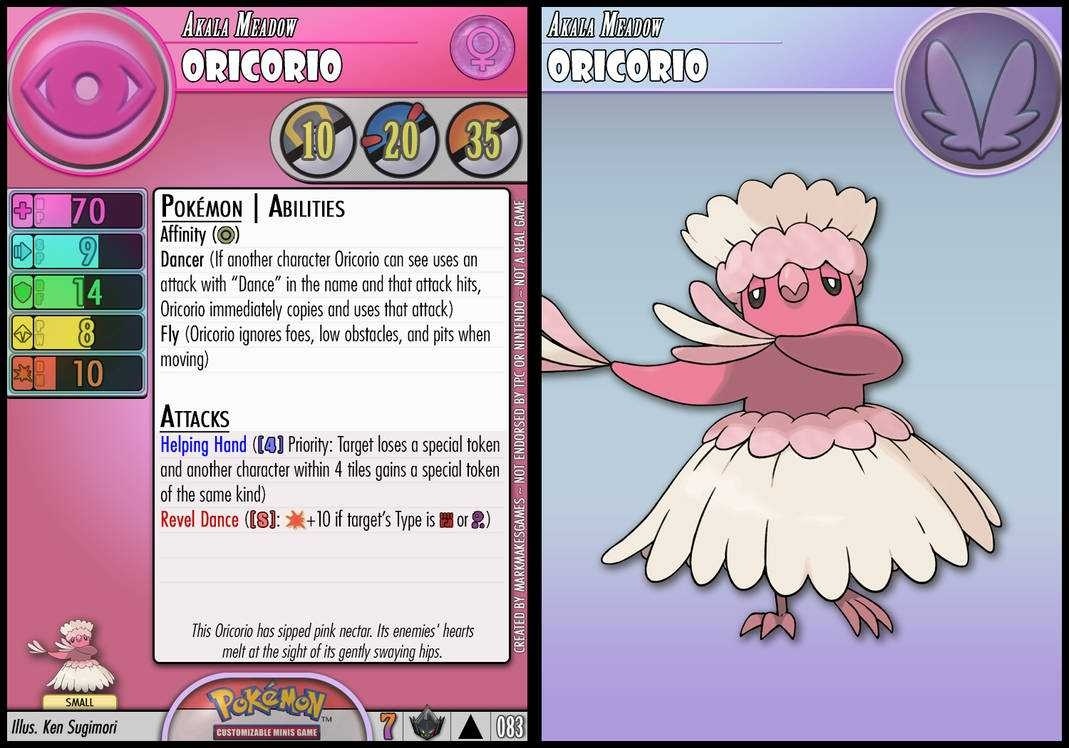 Akala Meadow
ORICORIO
10 20 35
HP 70
9
14
8
10
Pokémon | Abilities
Affinity ( )
Dancer (If another character Oricorio can see uses an
attack with “Dance” in the name and that attack hits,
Oricorio immediately copies and uses that attack)
Fly (Oricorio ignores foes, low obstacles, and pits when
moving)
Attacks
Helping Hand ([4] Priority: Target loses a special token
and another character within 4 tiles gains a special token
of the same kind)
Revel Dance ([S]: +10 if target's Type is or )
This Oricorio has sipped pink nectar. Its enemies' hearts
melt at the sight of its gently swaying hips.
CREATED BY MARKMAKESGAMES ~ NOT ENDORSED BY TPC OR NINTENDO ~ NOT A REAL GAME
SMALL
Illus. Ken Sugimori
POKéMON TM
CUSTOMIZABLE MINIS GAME
7
083
Akala Meadow
ORICORIO